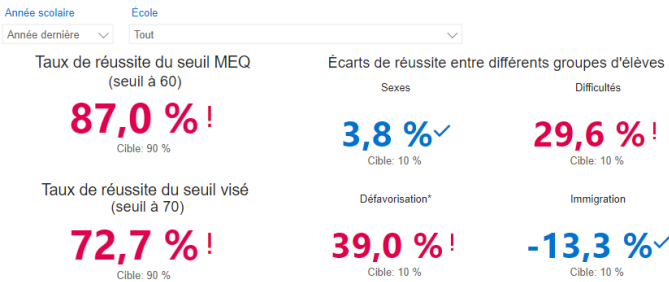 Année scolaire
École
Année dernière
Tout
Taux de réussite du seuil MEQ
(seuil à 60)
87,0 % !
Cible: 90 %
Taux de réussite du seuil visé
(seuil à 70)
72,7 % !
Cible: 90 %
Écarts de réussite entre différents groupes d'élèves
Sexes
3,8 %
Cible: 10 %
Difficultés
29,6 % !
Cible: 10 %
Défavorisation*
39,0 % !
Cible: 10 %
Immigration
-13,3 %
Cible: 10 %